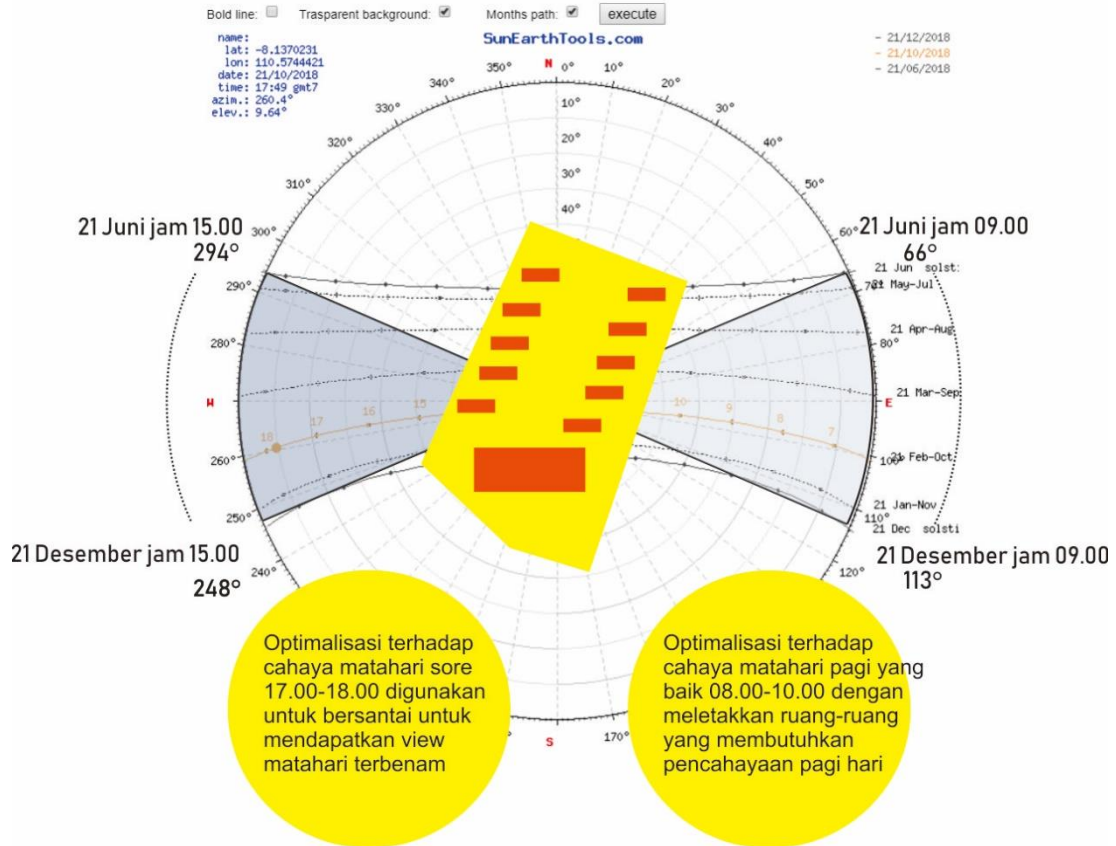 Bold line:
Trasparent background:
Months path:
execute
SunEarthTools.com
name:
lat: -8.1370231
lon: 110.5744421
date: 21/10/2018
time: 17:49 gmt7
azim.: 260.4°
elev.: 9.64°
- 21/12/2018
- 21/10/2018
- 21/06/2018
N
350°
0°
10°
340°
20°
330°
30°
320°
40°
310°
50°
300°
60°
290°
70°
280°
80°
260°
100°
250°
110°
240°
120°
170°
10°
20°
30°
40°
21 Juni jam 15.00
294°
21 Juni jam 09.00
66°
21 Jun solst:
21 May-Jul
21 Apr-Aug
21 Mar-Sep
21 Feb-Oct
21 Jan-Nov
21 Dec solsti
W
E
S
18
17
16
15
10
9
8
7
21 Desember jam 15.00
248°
21 Desember jam 09.00
113°
Optimalisasi terhadap
cahaya matahari sore
17.00-18.00 digunakan
untuk bersantai untuk
mendapatkan view
matahari terbenam
Optimalisasi terhadap
cahaya matahari pagi yang
baik 08.00-10.00 dengan
meletakkan ruang-ruang
yang membutuhkan
pencahayaan pagi hari